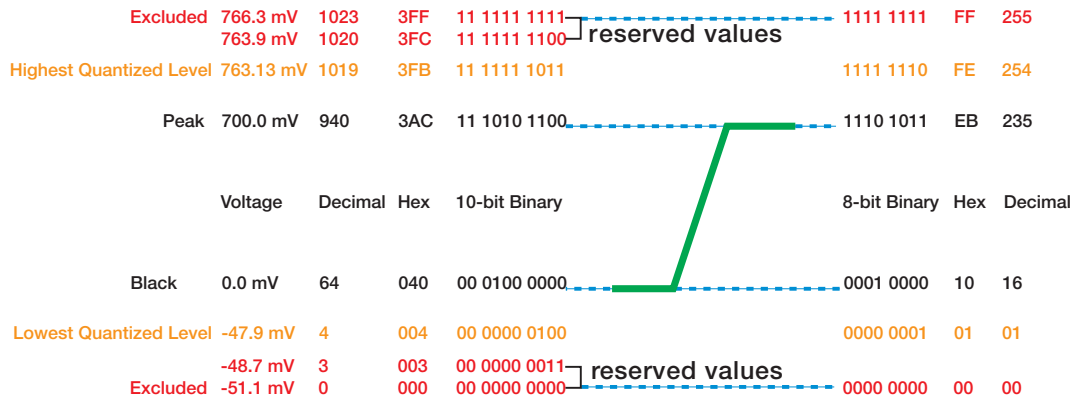 Excluded 766.3 mV 1023 3FF 11 1111 1111 1111 1111 FF 255
763.9 mV 1020 3FC 11 1111 1100 reserved values
Highest Quantized Level 763.13 mV 1019 3FB 11 1111 1011 1111 1110 FE 254
Peak 700.0 mV 940 3AC 11 1010 1100 1110 1011 EB 235
Voltage Decimal Hex 10-bit Binary 8-bit Binary Hex Decimal
Black 0.0 mV 64 040 00 0100 0000 0001 0000 10 16
Lowest Quantized Level -47.9 mV 4 004 00 0000 0100 0000 0001 01 01
-48.7 mV 3 003 00 0000 0011 reserved values
Excluded -51.1 mV 0 000 00 0000 0000 0000 0000 00 00